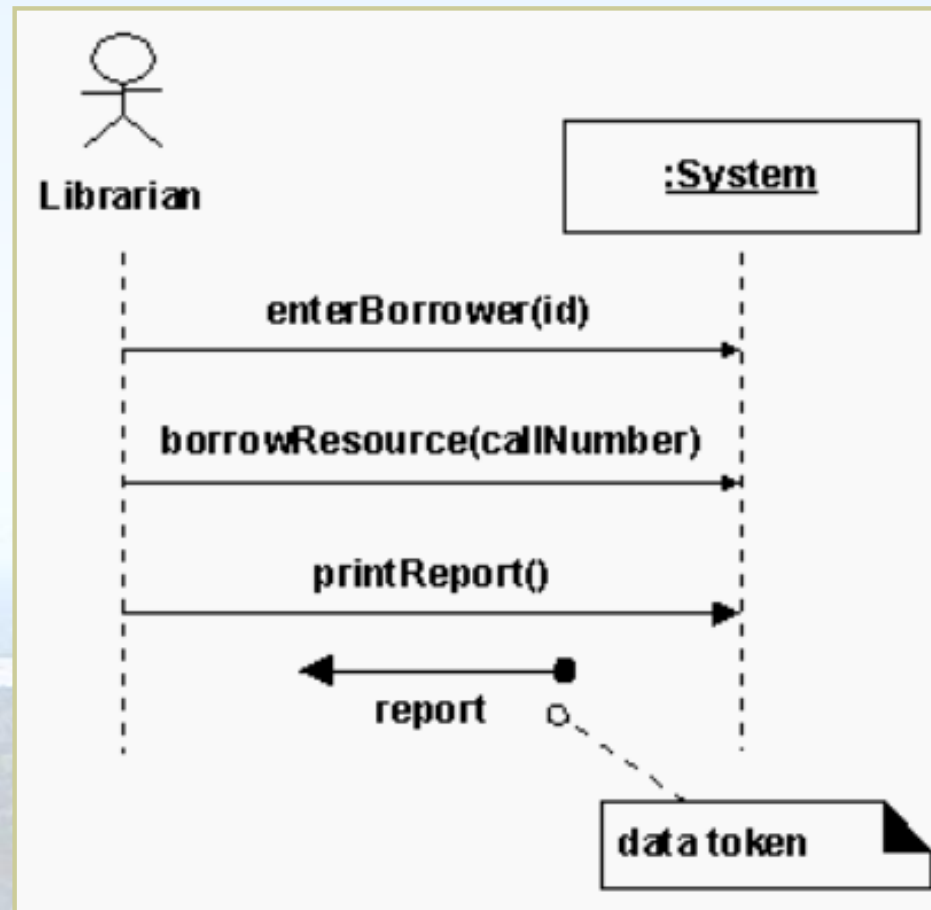 Librarian
:System
enterBorrower(id)
borrowResource(callNumber)
printReport()
report
data token